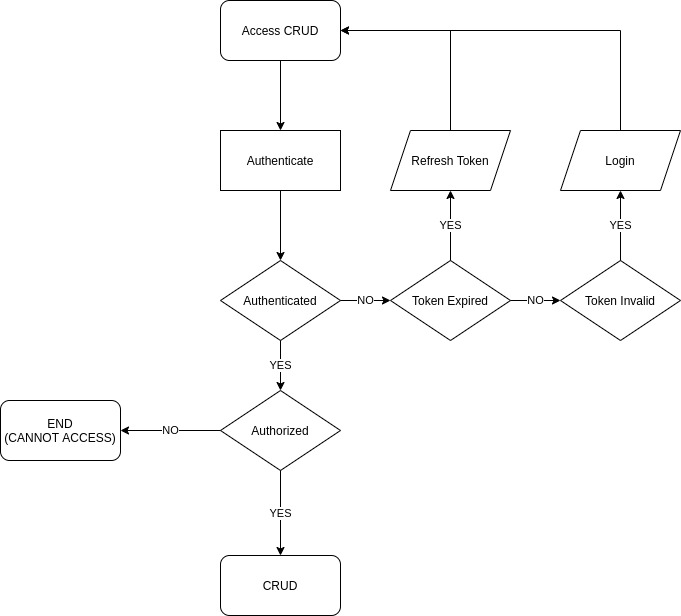 Access CRUD
Authenticate
Refresh Token
Login
YES
YES
Authenticated
NO
Token Expired
NO
Token Invalid
YES
END
(CANNOT ACCESS)
NO
Authorized
YES
CRUD